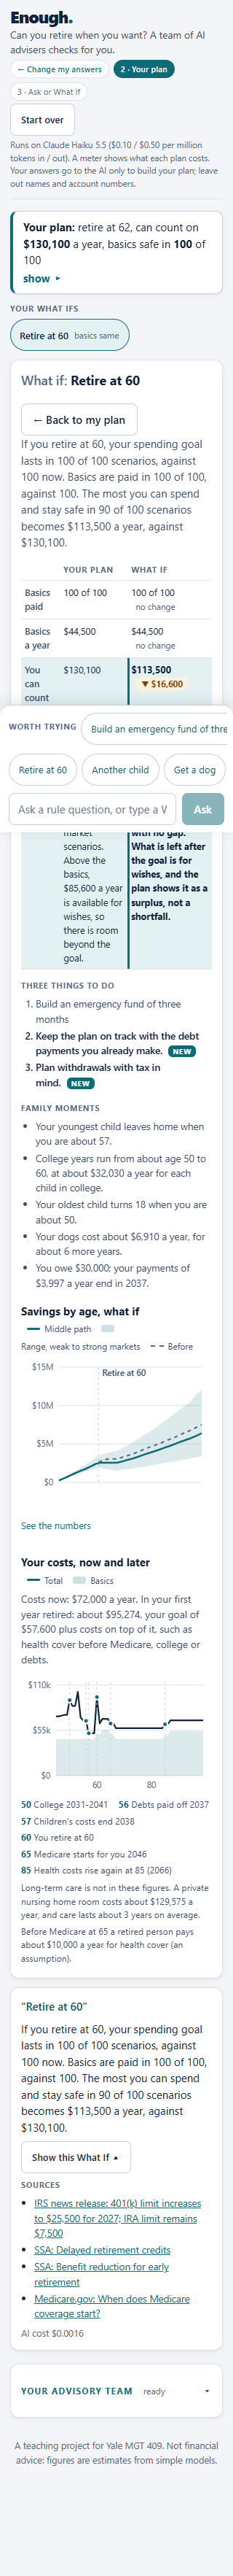 Enough.
Can you retire when you want? A team of AI
advisers checks for you.
← Change my answers
2 · Your plan
3 · Ask or What If
Start over
Runs on Claude Haiku 5.5 ($0.10 / $0.50 per million
tokens in / out). A meter shows what each plan costs.
Your answers go to the AI only to build your plan; leave
out names and account numbers.
Your plan: retire at 62, can count on
$130,100 a year, basics safe in 100 of
100
show ▸
YOUR WHAT IFS
Retire at 60 basics same
What if: Retire at 60
← Back to my plan
If you retire at 60, your spending goal
lasts in 100 of 100 scenarios, against
100 now. Basics are paid in 100 of 100,
against 100. The most you can spend
and stay safe in 90 of 100 scenarios
becomes $113,500 a year, against
$130,100.
YOUR PLAN WHAT IF
Basics paid 100 of 100 100 of 100
no change
Basics a year $44,500 $44,500
no change
You can count $130,100 $113,500
▼ $16,600
WORTH TRYING
Build an emergency fund of thre
Retire at 60
Another child
Get a dog
Ask a rule question, or type a W
Ask
market
scenarios.
Above the
basics,
$85,600 a year
is available for
wishes, so
there is room
beyond the
goal.
with no gap.
What is left after
the goal is for
wishes, and the
plan shows it as a
surplus, not a
shortfall.
THREE THINGS TO DO
1. Build an emergency fund of three
months
2. Keep the plan on track with the debt
payments you already make. NEW
3. Plan withdrawals with tax in
mind. NEW
FAMILY MOMENTS
• Your youngest child leaves home when
you are about 57.
• College years run from about age 50 to
60, at about $32,030 a year for each
child in college.
• Your oldest child turns 18 when you are
about 50.
• Your dogs cost about $6,910 a year, for
about 6 more years.
• You owe $30,000; your payments of
$3,997 a year end in 2037.
Savings by age, what if
Middle path
Range, weak to strong markets
Before
$15M
Retire at 60
$10M
$5M
$0
See the numbers
Your costs, now and later
Total
Basics
Costs now: $72,000 a year. In your first
year retired: about $95,274, your goal of
$57,600 plus costs on top of it, such as
health cover before Medicare, college or
debts.
$110k
$55k
$0
60 80
50 College 2031-2041 56 Debts paid off 2037
57 Children's costs end 2038
60 You retire at 60
65 Medicare starts for you 2046
85 Health costs rise again at 85 (2066)
Long-term care is not in these figures. A private
nursing home room costs about $129,575 a
year, and care lasts about 3 years on average.
Before Medicare at 65 a retired person pays
about $10,000 a year for health cover (an
assumption).
“Retire at 60”
If you retire at 60, your spending goal
lasts in 100 of 100 scenarios, against
100 now. Basics are paid in 100 of 100,
against 100. The most you can spend
and stay safe in 90 of 100 scenarios
becomes $113,500 a year, against
$130,100.
Show this What If ▴
SOURCES
• IRS news release: 401(k) limit increases
to $25,500 for 2027; IRA limit remains
$7,500
• SSA: Delayed retirement credits
• SSA: Benefit reduction for early
retirement
• Medicare.gov: When does Medicare
coverage start?
AI cost $0.0016
YOUR ADVISORY TEAM ready
A teaching project for Yale MGT 409. Not financial
advice: figures are estimates from simple models.